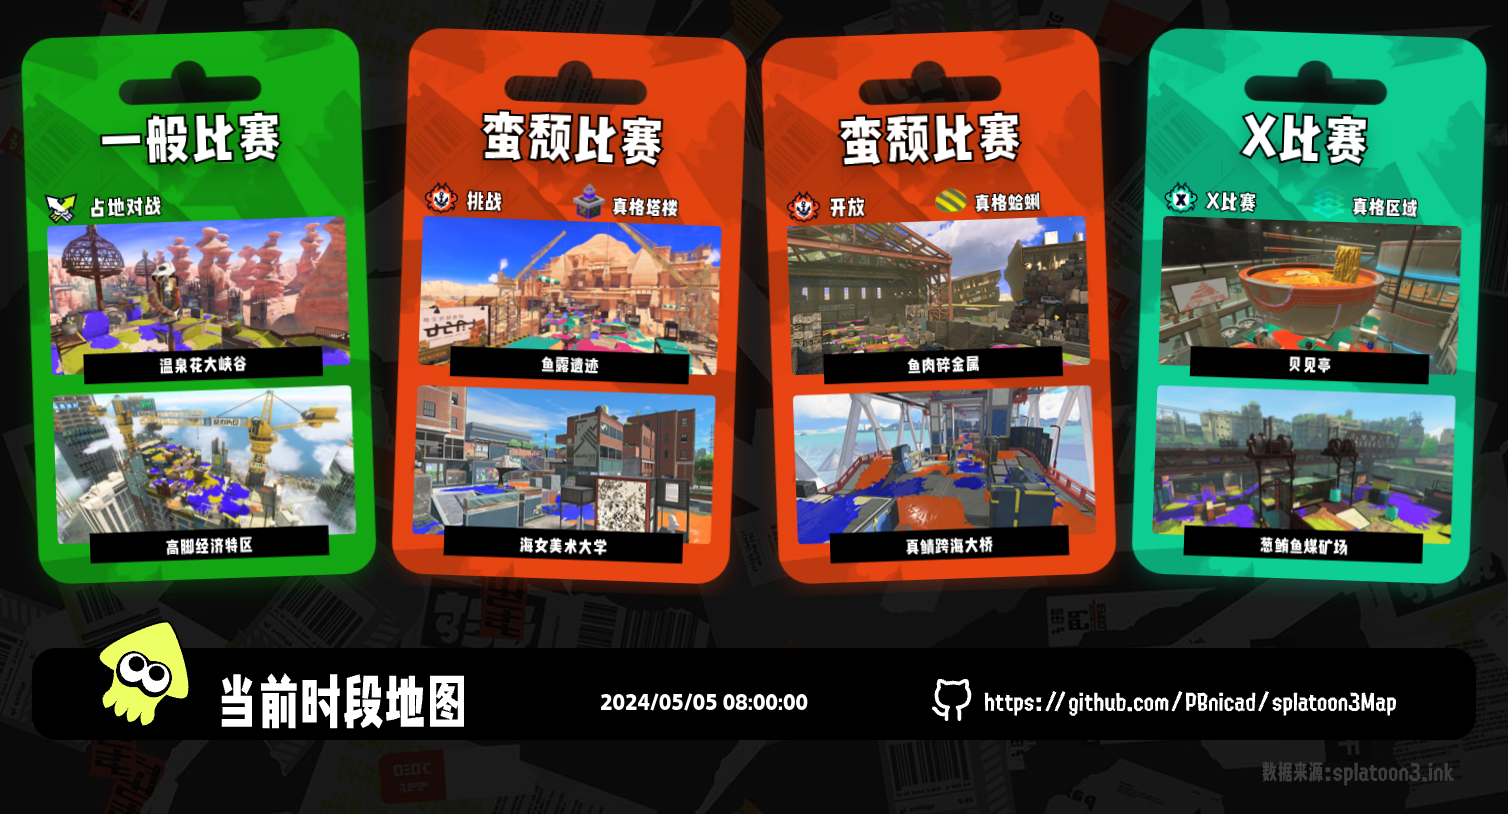 一般比赛
占地对战
温泉花大峡谷
高脚经济特区
蛮颓比赛
挑战
真格塔楼
鱼露遗迹
海女美术大学
蛮颓比赛
开放
真格蛤蜊
鱼肉碎金属
真鲭跨海大桥
X比赛
X比赛
真格区域
贝见亭
葱鲔鱼煤矿场
当前时段地图
2024/05/05 08:00:00
https://github.com/PBnicad/splatoon3Map
数据来源:splatoon3.ink